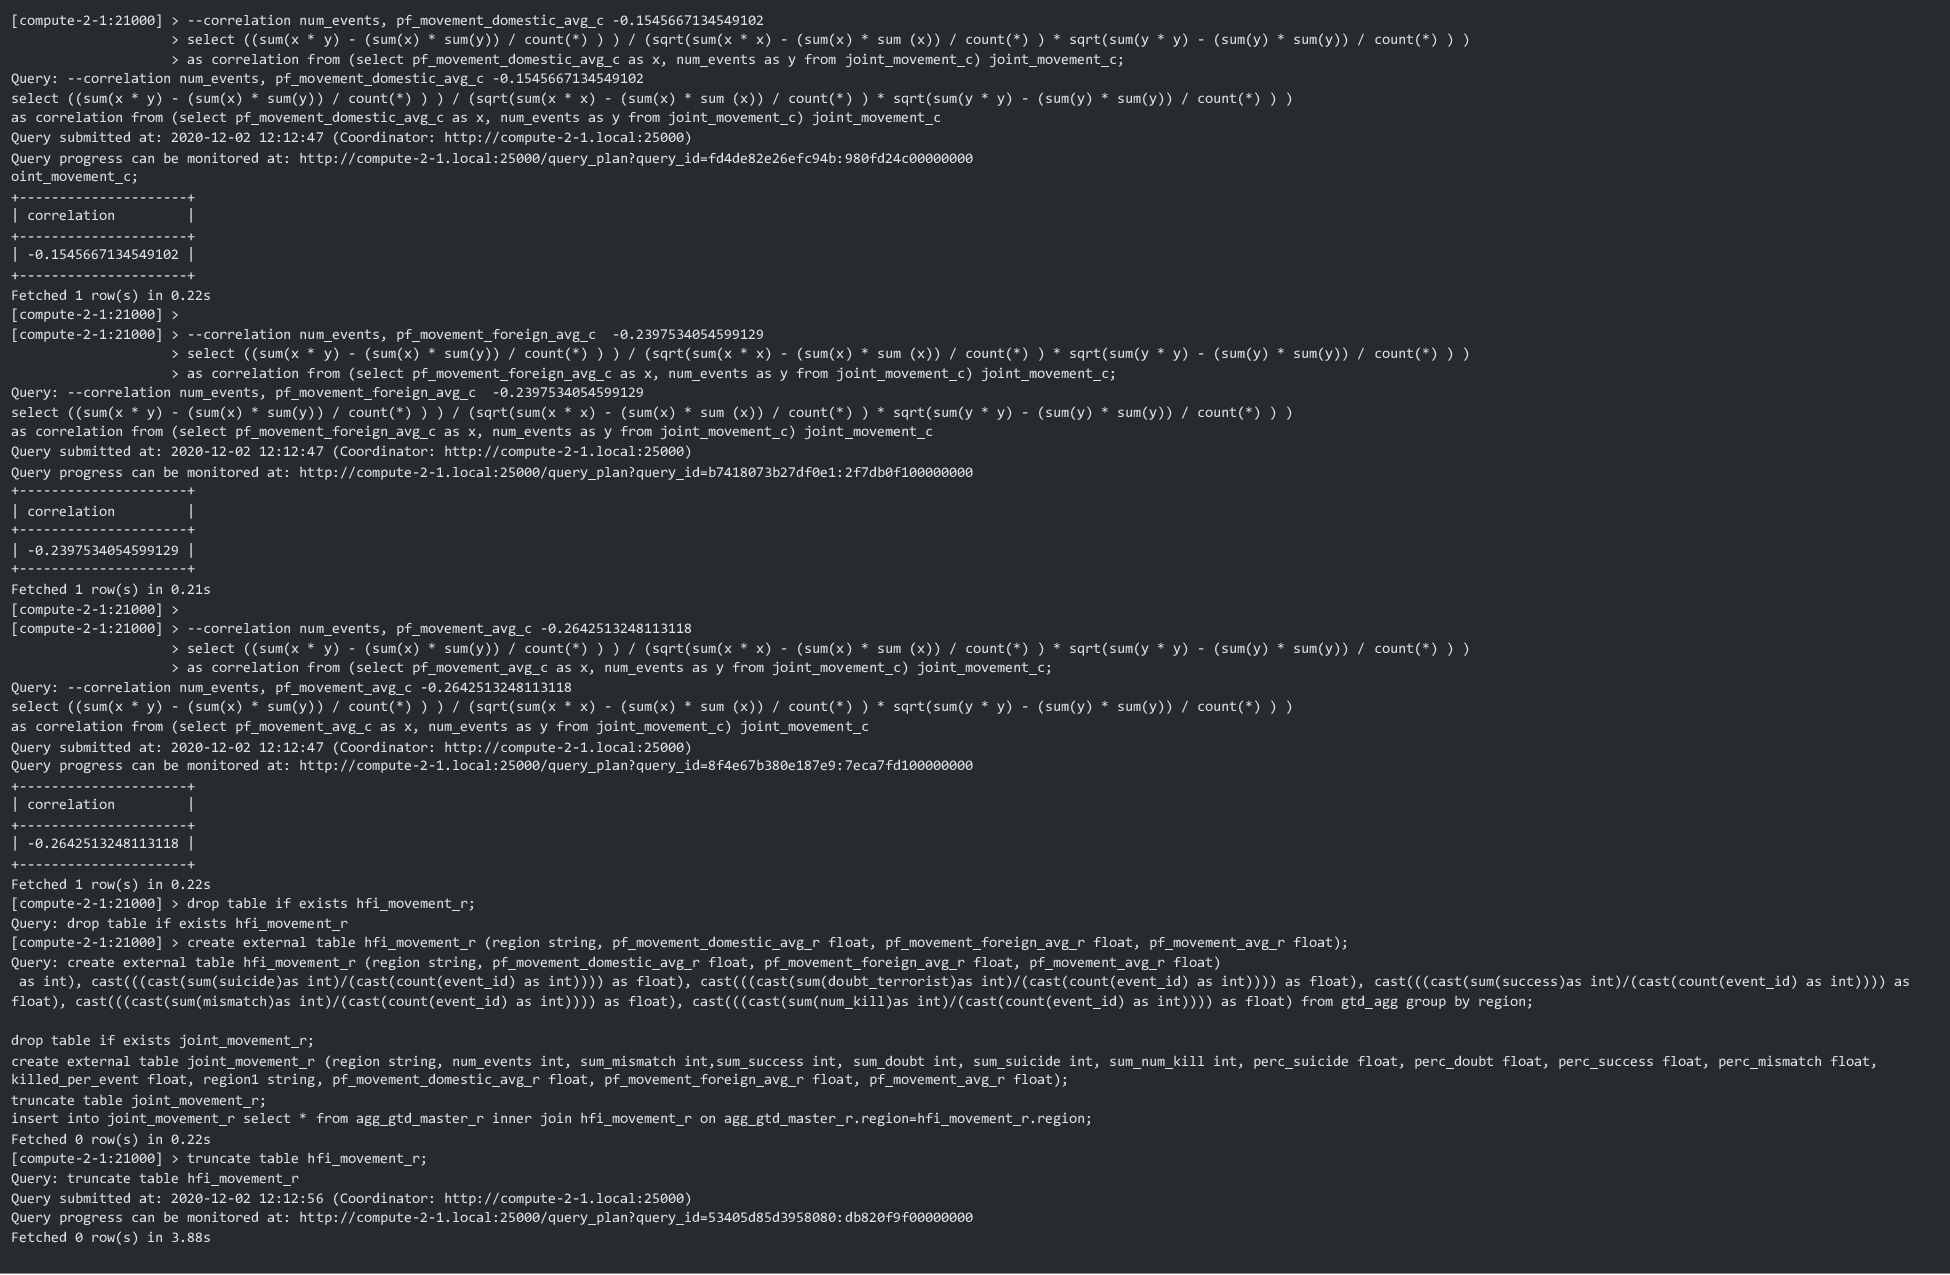 [compute-2-1:21000] > --correlation num_events, pf_movement_domestic_avg_c -0.1545667134549102
                    > select ((sum(x * y) - (sum(x) * sum(y)) / count(*) ) ) / (sqrt(sum(x * x) - (sum(x) * sum (x)) / count(*) ) * sqrt(sum(y * y) - (sum(y) * sum(y)) / count(*) ) )
                    > as correlation from (select pf_movement_domestic_avg_c as x, num_events as y from joint_movement_c) joint_movement_c;
Query: --correlation num_events, pf_movement_domestic_avg_c -0.1545667134549102
select ((sum(x * y) - (sum(x) * sum(y)) / count(*) ) ) / (sqrt(sum(x * x) - (sum(x) * sum (x)) / count(*) ) * sqrt(sum(y * y) - (sum(y) * sum(y)) / count(*) ) )
as correlation from (select pf_movement_domestic_avg_c as x, num_events as y from joint_movement_c) joint_movement_c
Query submitted at: 2020-12-02 12:12:47 (Coordinator: http://compute-2-1.local:25000)
Query progress can be monitored at: http://compute-2-1.local:25000/query_plan?query_id=fd4de82e26efc94b:980fd24c00000000
oint_movement_c;
+---------------------+
| correlation         |
+---------------------+
| -0.1545667134549102 |
+---------------------+
Fetched 1 row(s) in 0.22s
[compute-2-1:21000] >
[compute-2-1:21000] > --correlation num_events, pf_movement_foreign_avg_c  -0.2397534054599129
                    > select ((sum(x * y) - (sum(x) * sum(y)) / count(*) ) ) / (sqrt(sum(x * x) - (sum(x) * sum (x)) / count(*) ) * sqrt(sum(y * y) - (sum(y) * sum(y)) / count(*) ) )
                    > as correlation from (select pf_movement_foreign_avg_c as x, num_events as y from joint_movement_c) joint_movement_c;
Query: --correlation num_events, pf_movement_foreign_avg_c  -0.2397534054599129
select ((sum(x * y) - (sum(x) * sum(y)) / count(*) ) ) / (sqrt(sum(x * x) - (sum(x) * sum (x)) / count(*) ) * sqrt(sum(y * y) - (sum(y) * sum(y)) / count(*) ) )
as correlation from (select pf_movement_foreign_avg_c as x, num_events as y from joint_movement_c) joint_movement_c
Query submitted at: 2020-12-02 12:12:47 (Coordinator: http://compute-2-1.local:25000)
Query progress can be monitored at: http://compute-2-1.local:25000/query_plan?query_id=b7418073b27df0e1:2f7db0f100000000
+---------------------+
| correlation         |
+---------------------+
| -0.2397534054599129 |
+---------------------+
Fetched 1 row(s) in 0.21s
[compute-2-1:21000] >
[compute-2-1:21000] > --correlation num_events, pf_movement_avg_c -0.2642513248113118
                    > select ((sum(x * y) - (sum(x) * sum(y)) / count(*) ) ) / (sqrt(sum(x * x) - (sum(x) * sum (x)) / count(*) ) * sqrt(sum(y * y) - (sum(y) * sum(y)) / count(*) ) )
                    > as correlation from (select pf_movement_avg_c as x, num_events as y from joint_movement_c) joint_movement_c;
Query: --correlation num_events, pf_movement_avg_c -0.2642513248113118
select ((sum(x * y) - (sum(x) * sum(y)) / count(*) ) ) / (sqrt(sum(x * x) - (sum(x) * sum (x)) / count(*) ) * sqrt(sum(y * y) - (sum(y) * sum(y)) / count(*) ) )
as correlation from (select pf_movement_avg_c as x, num_events as y from joint_movement_c) joint_movement_c
Query submitted at: 2020-12-02 12:12:47 (Coordinator: http://compute-2-1.local:25000)
Query progress can be monitored at: http://compute-2-1.local:25000/query_plan?query_id=8f4e67b380e187e9:7eca7fd100000000
+---------------------+
| correlation         |
+---------------------+
| -0.2642513248113118 |
+---------------------+
Fetched 1 row(s) in 0.22s
[compute-2-1:21000] > drop table if exists hfi_movement_r;
Query: drop table if exists hfi_movement_r
[compute-2-1:21000] > create external table hfi_movement_r (region string, pf_movement_domestic_avg_r float, pf_movement_foreign_avg_r float, pf_movement_avg_r float);
Query: create external table hfi_movement_r (region string, pf_movement_domestic_avg_r float, pf_movement_foreign_avg_r float, pf_movement_avg_r float)
 as int), cast(((cast(sum(suicide)as int)/(cast(count(event_id) as int)))) as float), cast(((cast(sum(doubt_terrorist)as int)/(cast(count(event_id) as int)))) as float), cast(((cast(sum(success)as int)/(cast(count(event_id) as int)))) as
float), cast(((cast(sum(mismatch)as int)/(cast(count(event_id) as int)))) as float), cast(((cast(sum(num_kill)as int)/(cast(count(event_id) as int)))) as float) from gtd_agg group by region;

drop table if exists joint_movement_r;
create external table joint_movement_r (region string, num_events int, sum_mismatch int,sum_success int, sum_doubt int, sum_suicide int, sum_num_kill int, perc_suicide float, perc_doubt float, perc_success float, perc_mismatch float,
killed_per_event float, region1 string, pf_movement_domestic_avg_r float, pf_movement_foreign_avg_r float, pf_movement_avg_r float);
truncate table joint_movement_r;
insert into joint_movement_r select * from agg_gtd_master_r inner join hfi_movement_r on agg_gtd_master_r.region=hfi_movement_r.region;
Fetched 0 row(s) in 0.22s
[compute-2-1:21000] > truncate table hfi_movement_r;
Query: truncate table hfi_movement_r
Query submitted at: 2020-12-02 12:12:56 (Coordinator: http://compute-2-1.local:25000)
Query progress can be monitored at: http://compute-2-1.local:25000/query_plan?query_id=53405d85d3958080:db820f9f00000000
Fetched 0 row(s) in 3.88s